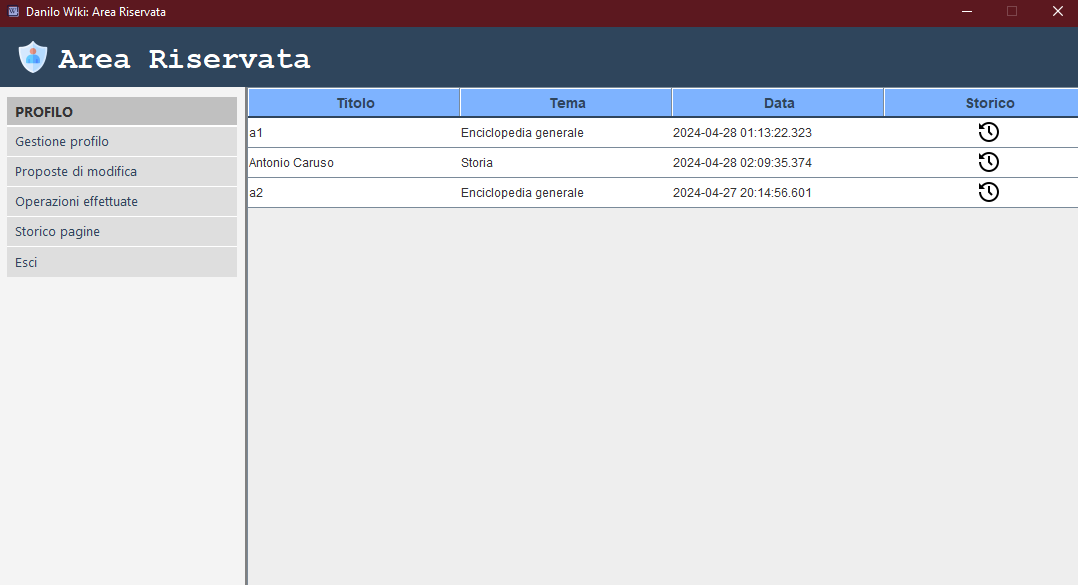 Danilo Wiki: Area Riservata
Area Riservata
PROFILO
Gestione profilo
Proposte di modifica
Operazioni effettuate
Storico pagine
Esci
Titolo Tema Data Storico
a1 Enciclopedia generale 2024-04-28 01:13:22.323
Antonio Caruso Storia 2024-04-28 02:09:35.374
a2 Enciclopedia generale 2024-04-27 20:14:56.601